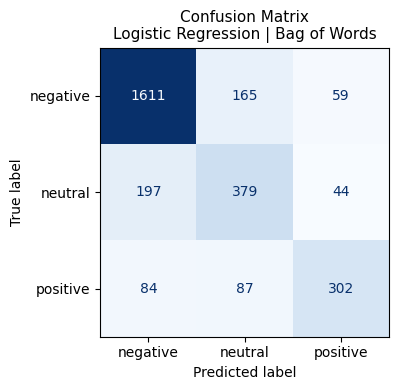 Confusion Matrix
Logistic Regression | Bag of Words
True label
negative 1611 165 59
neutral 197 379 44
positive 84 87 302
negative neutral positive
Predicted label